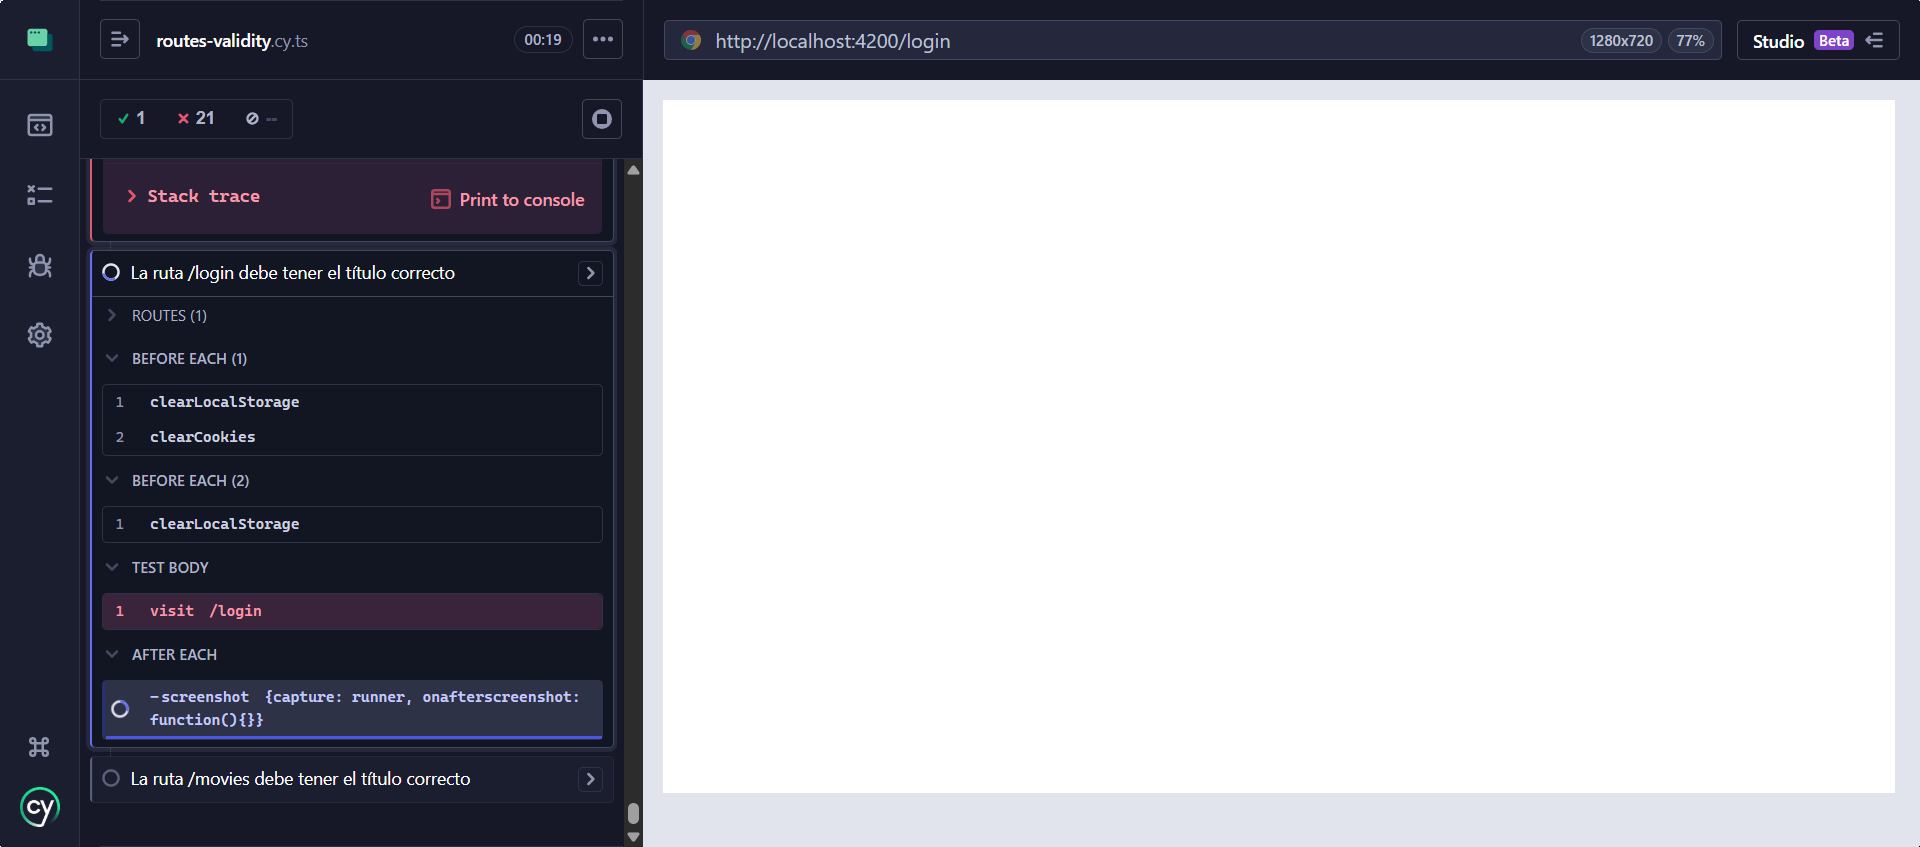 routes-validity.cy.ts
00:19
http://localhost:4200/login
1280x720
77%
Studio Beta
1 21 --
Stack trace
Print to console
La ruta /login debe tener el título correcto
ROUTES (1)
BEFORE EACH (1)
1 clearLocalStorage
2 clearCookies
BEFORE EACH (2)
1 clearLocalStorage
TEST BODY
1 visit /login
AFTER EACH
-screenshot {capture: runner, onafterscreenshot:
function(){}}
La ruta /movies debe tener el título correcto
cy